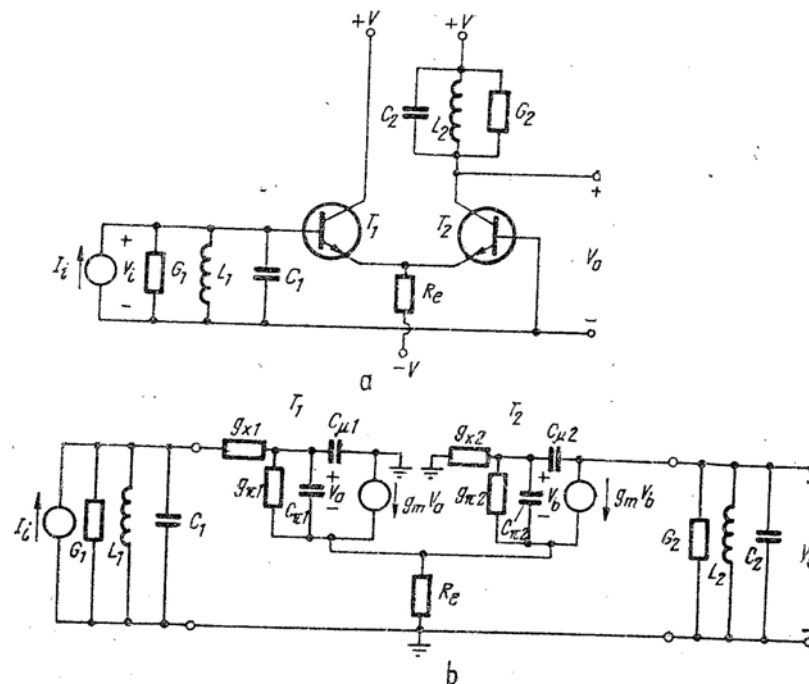 +V +V
C2 L2 G2
+
T1 T2
Ii + Vi − G1 L1 C1 Re Vo
−
−V
a
T1 T2
gx1 Cμ1 gx2 Cμ2
Ii G1 L1 C1 gπ1 Cπ1 + Va − gmVa gπ2 Cπ2 + Vb − gmVb G2 L2 C2
Re
b